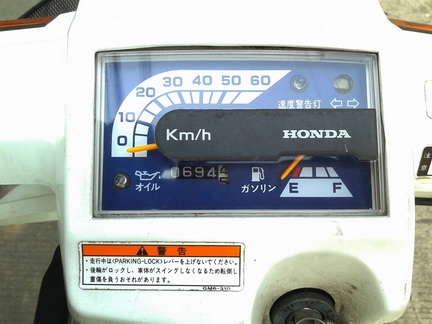 0 10 20 30 40 50 60
速度警告灯
Km/h
HONDA
オイル
0694
ガソリン
E F
警告
・走行中は<PARKING-LOCK>レバーを上げないでください。
・後輪がロックし、車体がスイングしなくなるため転倒し
重傷を負うおそれがあります。
注
意